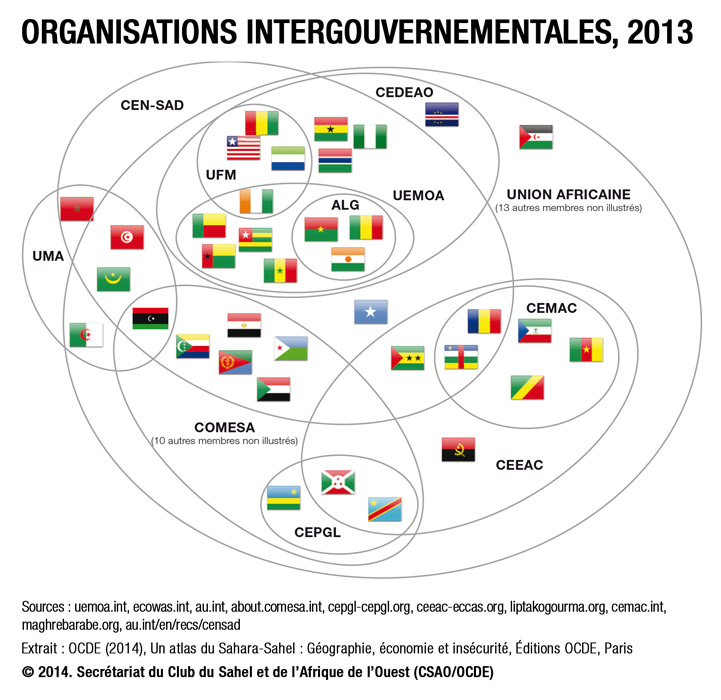 ORGANISATIONS INTERGOUVERNEMENTALES, 2013
CEN-SAD
CEDEAO
UFM
UEMOA
ALG
UNION AFRICAINE
(13 autres membres non illustrés)
UMA
CEMAC
COMESA
(10 autres membres non illustrés)
CEEAC
CEPGL
Sources : uemoa.int, ecowas.int, au.int, about.comesa.int, cepgl-cepgl.org, ceeac-eccas.org, liptakogourma.org, cemac.int,
maghrebarabe.org, au.int/en/recs/censad
Extrait : OCDE (2014), Un atlas du Sahara-Sahel : Géographie, économie et insécurité, Éditions OCDE, Paris
© 2014. Secrétariat du Club du Sahel et de l'Afrique de l'Ouest (CSAO/OCDE)